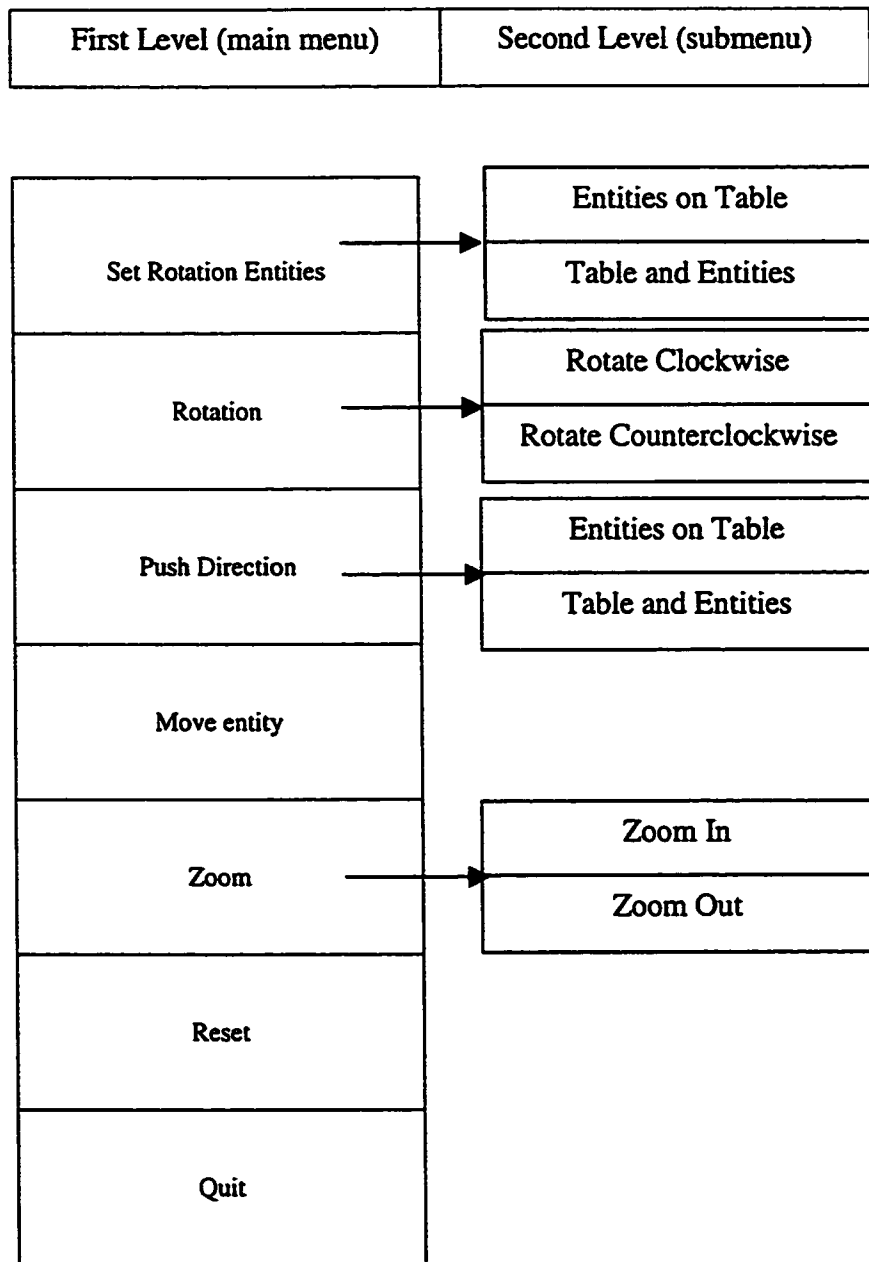 First Level (main menu)
Second Level (submenu)
Set Rotation Entities
Entities on Table
Table and Entities
Rotation
Rotate Clockwise
Rotate Counterclockwise
Push Direction
Entities on Table
Table and Entities
Move entity
Zoom
Zoom In
Zoom Out
Reset
Quit